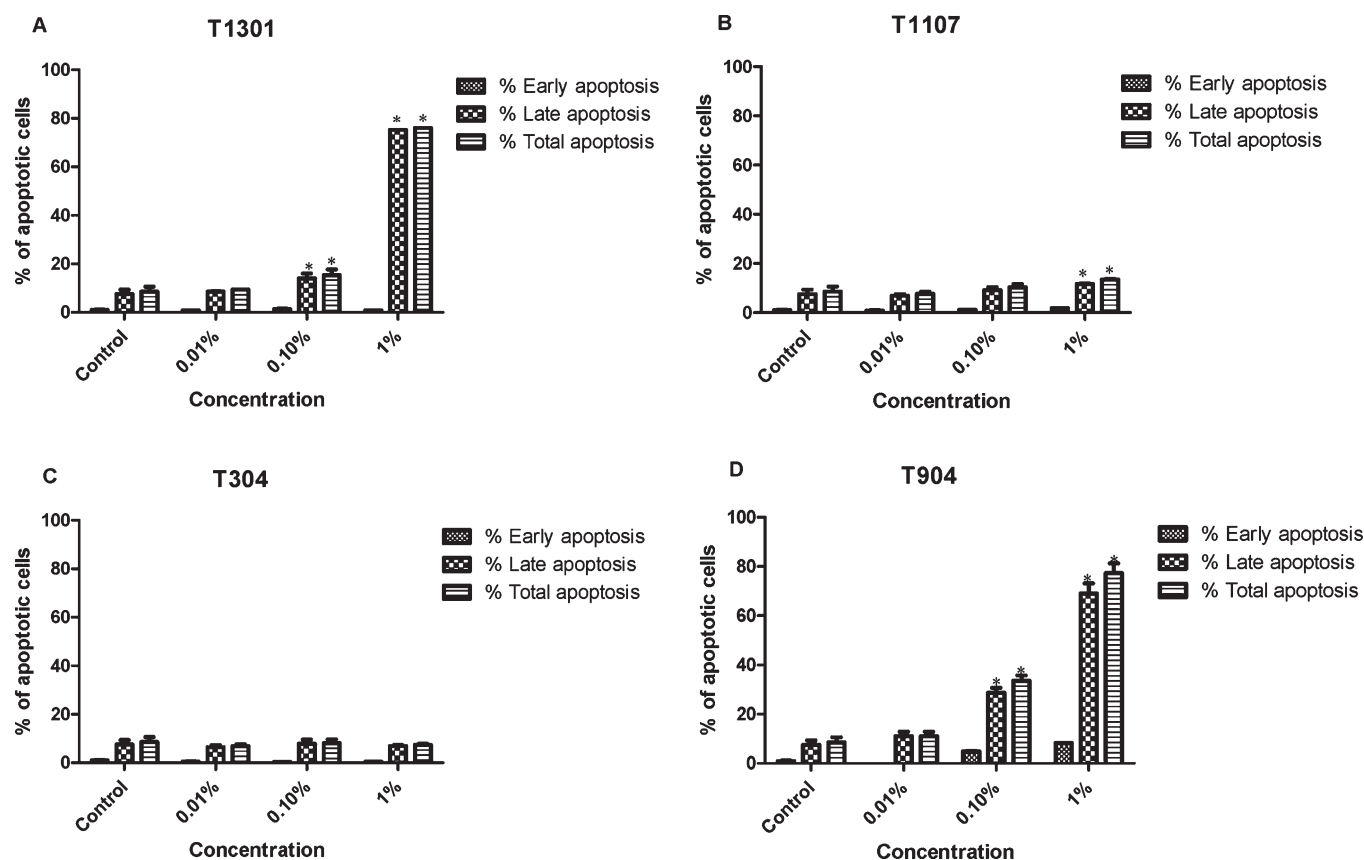 A
T1301
% of apoptotic cells
100
80
60
40
20
0
* *
* *
Control
0.01%
0.10%
1%
Concentration
% Early apoptosis
% Late apoptosis
% Total apoptosis
B
T1107
% of apoptotic cells
100
80
60
40
20
0
* *
Control
0.01%
0.10%
1%
Concentration
% Early apoptosis
% Late apoptosis
% Total apoptosis
C
T304
% of apoptotic cells
100
80
60
40
20
0
Control
0.01%
0.10%
1%
Concentration
% Early apoptosis
% Late apoptosis
% Total apoptosis
D
T904
% of apoptotic cells
100
80
60
40
20
0
* *
* *
Control
0.01%
0.10%
1%
Concentration
% Early apoptosis
% Late apoptosis
% Total apoptosis